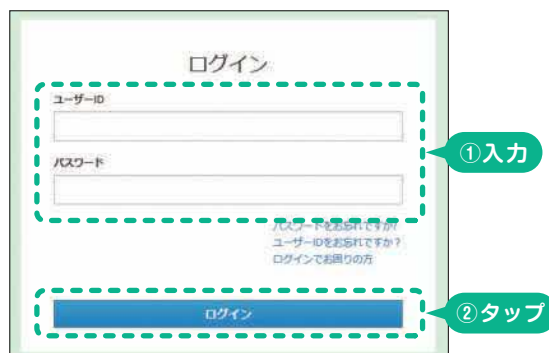 ログイン
ユーザーID
①入力
パスワード
パスワードをお忘れですか?
ユーザーIDをお忘れですか?
ログインでお困りの方
ログイン
②タップ